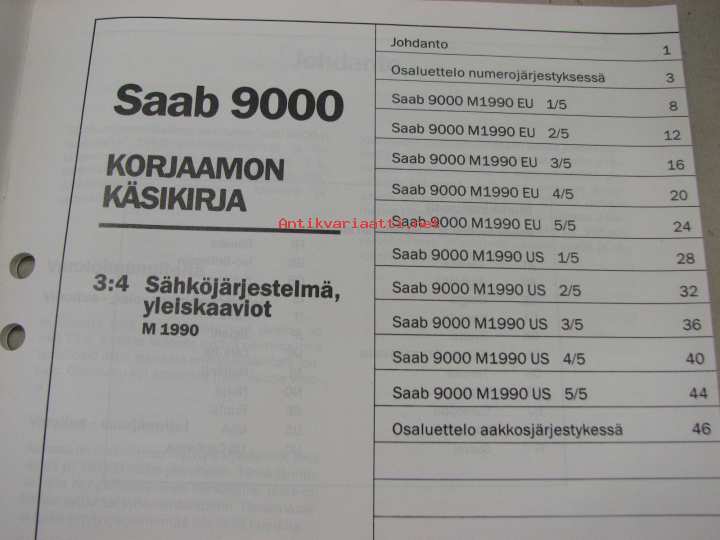 Saab 9000
KORJAAMON
KÄSIKIRJA
Antikvariaatti.net
3:4 Sähköjärjestelmä,
yleiskaaviot
M 1990
Johdanto 1
Osaluettelo numerojärjestyksessä 3
Saab 9000 M1990 EU 1/5 8
Saab 9000 M1990 EU 2/5 12
Saab 9000 M1990 EU 3/5 16
Saab 9000 M1990 EU 4/5 20
Saab 9000 M1990 EU 5/5 24
Saab 9000 M1990 US 1/5 28
Saab 9000 M1990 US 2/5 32
Saab 9000 M1990 US 3/5 36
Saab 9000 M1990 US 4/5 40
Saab 9000 M1990 US 5/5 44
Osaluettelo aakkosjärjestykessä 46